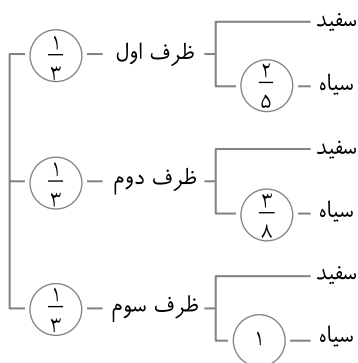 سفید
۱/۳ ظرف اول
۲/۵ سیاه
سفید
۱/۳ ظرف دوم
۳/۸ سیاه
سفید
۱/۳ ظرف سوم
۱ سیاه